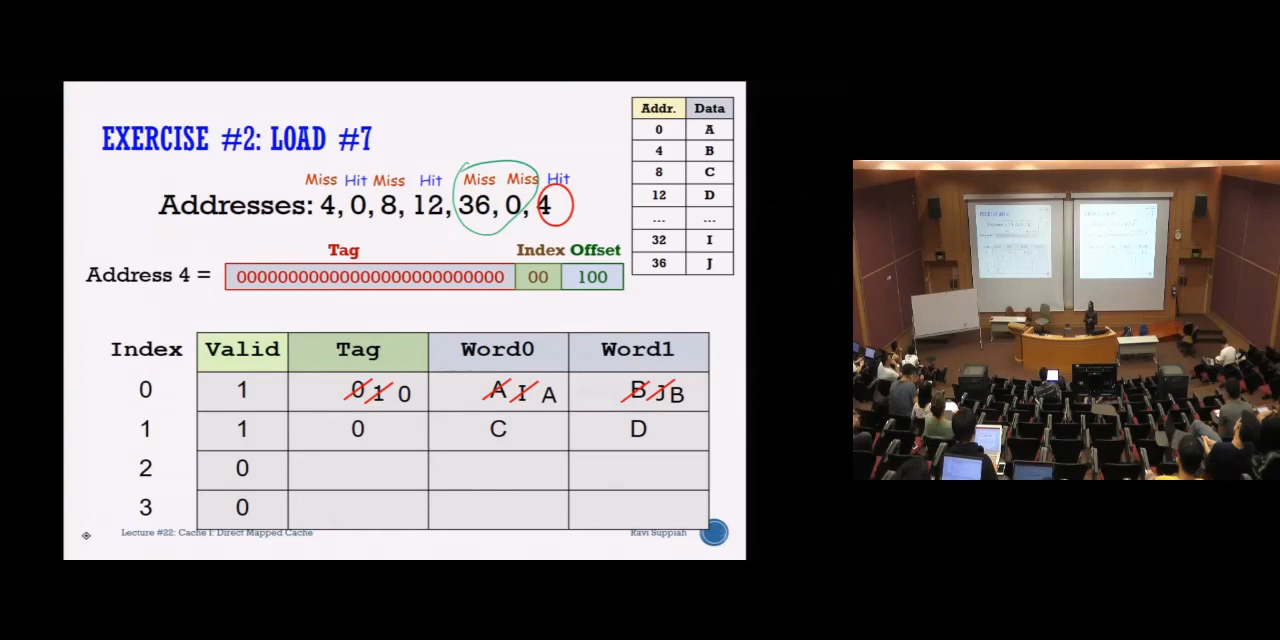 EXERCISE #2: LOAD #7
Miss Hit Miss Hit Miss Miss Hit
Addresses: 4, 0, 8, 12, 36, 0, 4
Addr. Data
0 A
4 B
8 C
12 D
... ...
32 I
36 J
Tag Index Offset
Address 4 = 000000000000000000000000000 00 100
Index Valid Tag Word0 Word1
0 1 0 1 0 A I A B J B
1 1 0 C D
2 0
3 0
Lecture #22: Cache I: Direct Mapped Cache Ravi Suppiah